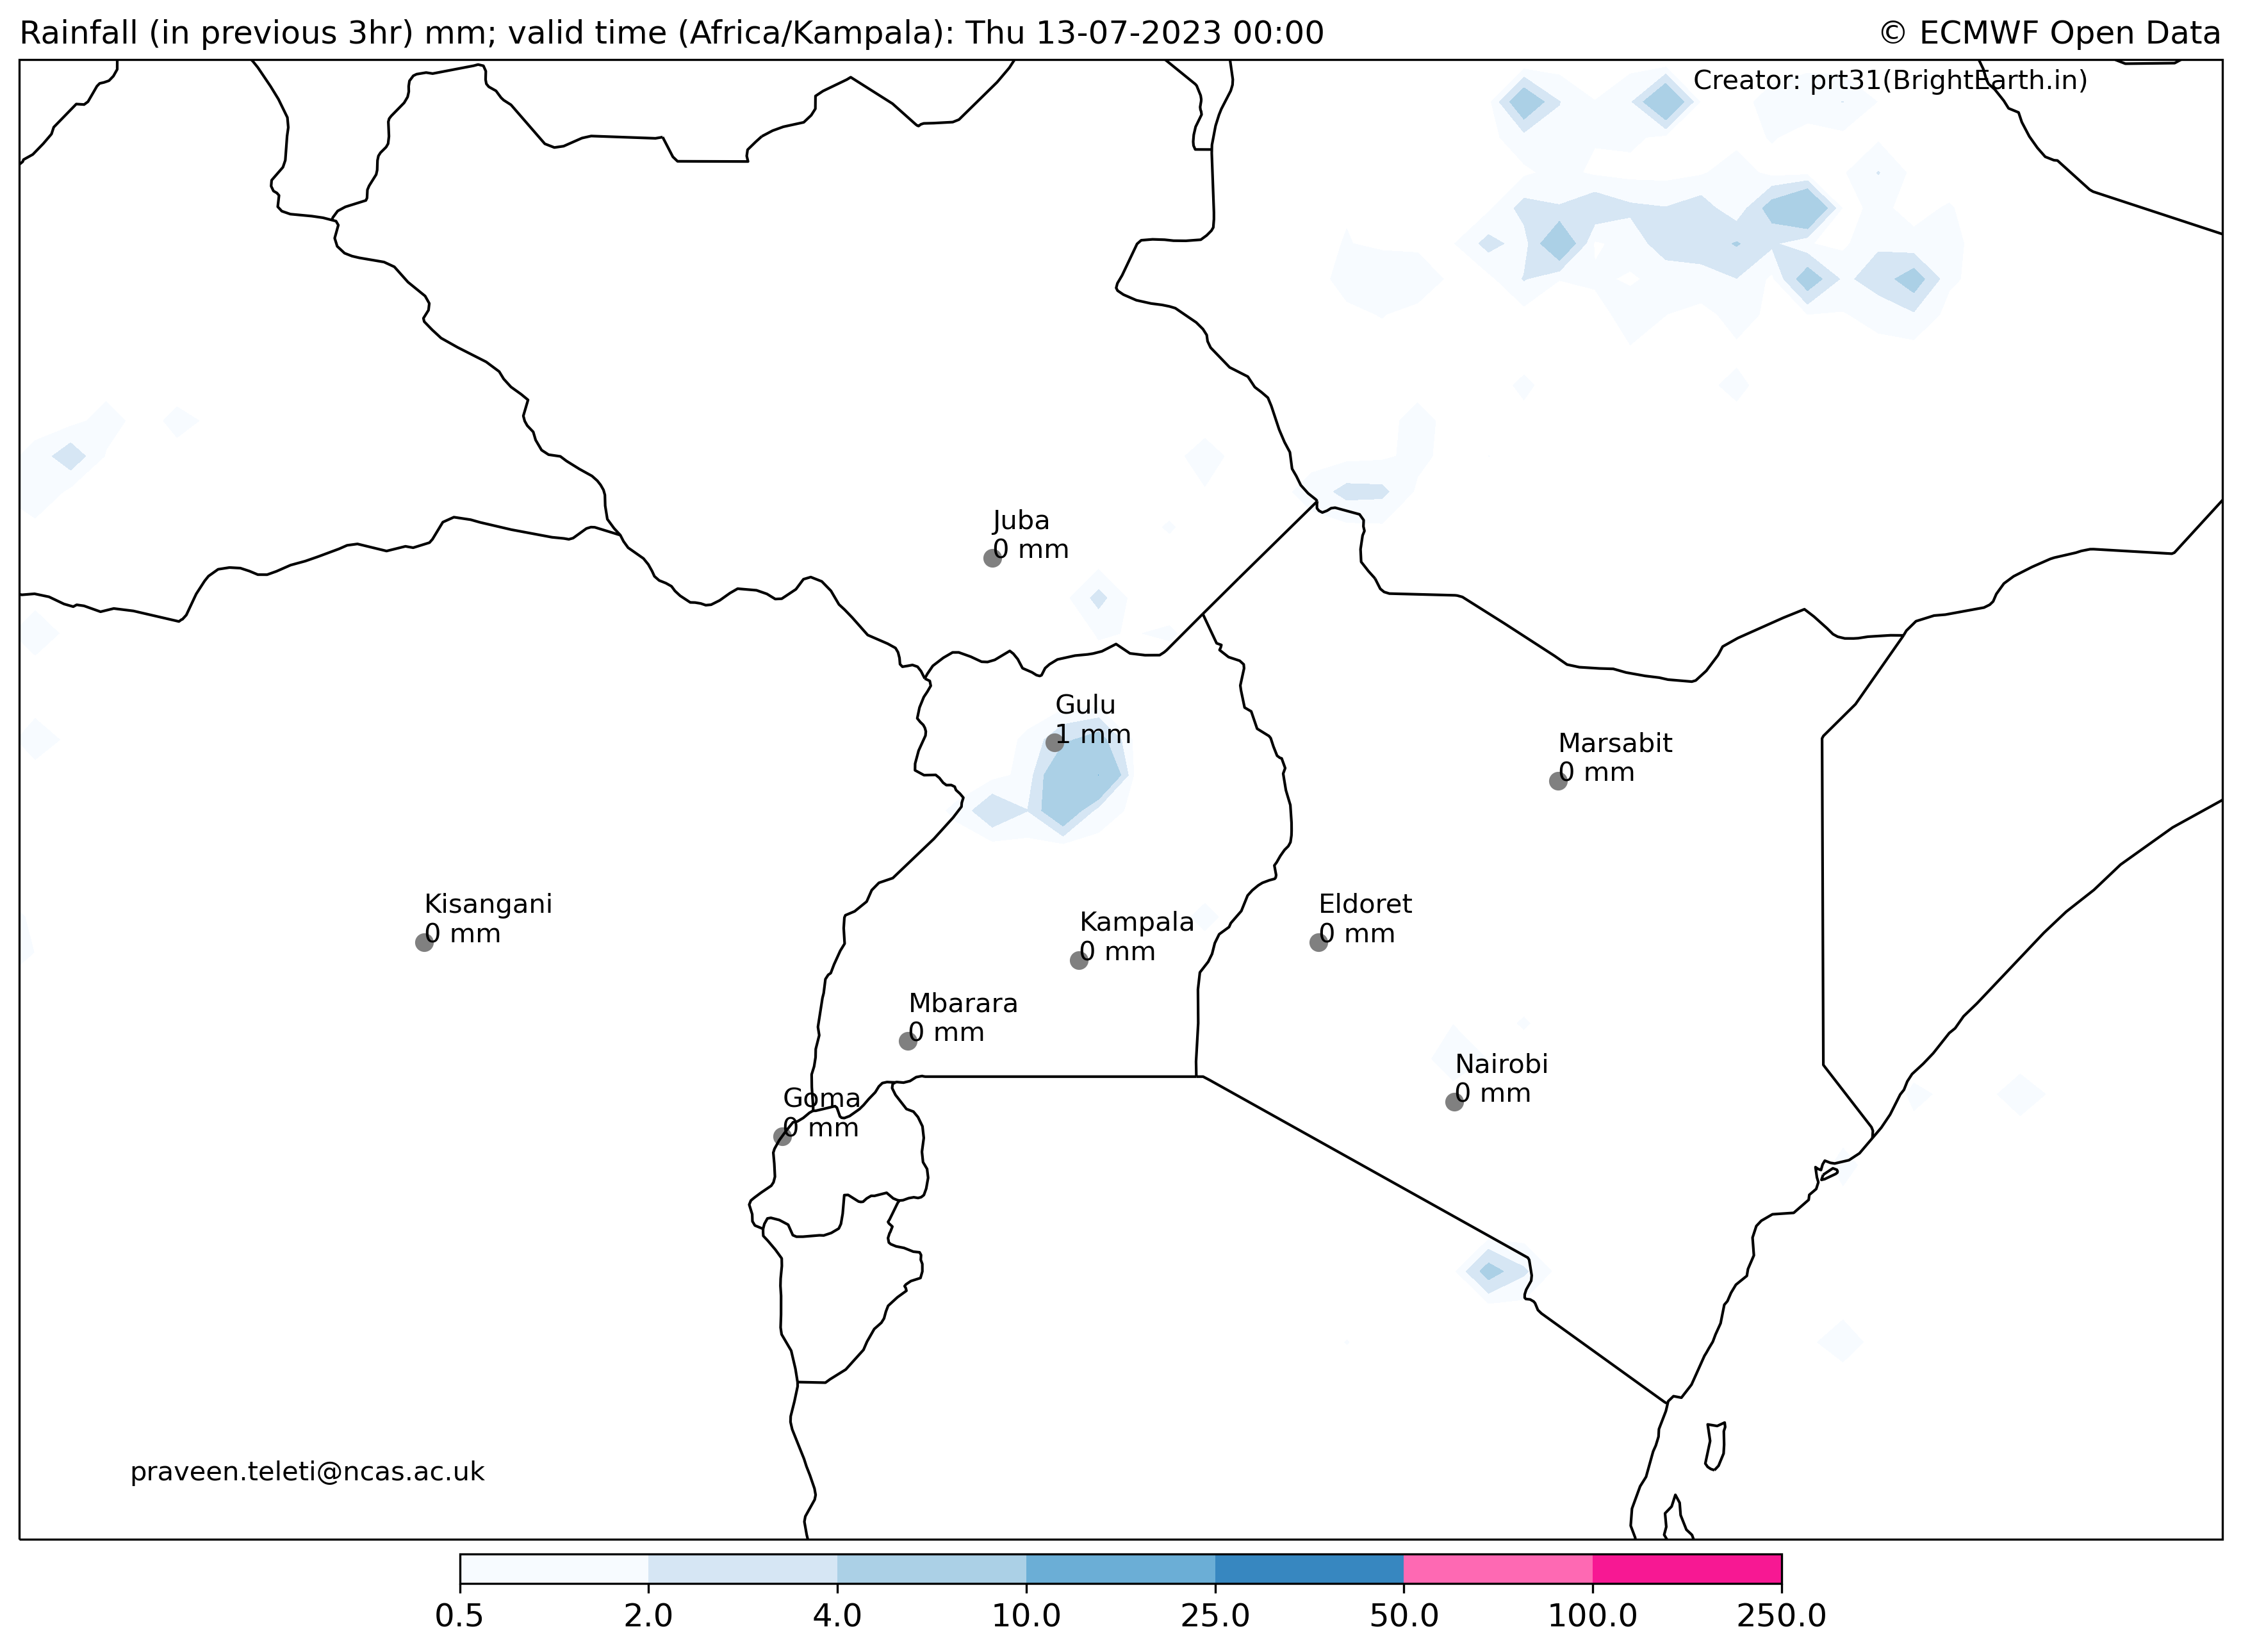 Rainfall (in previous 3hr) mm; valid time (Africa/Kampala): Thu 13-07-2023 00:00
© ECMWF Open Data
Creator: prt31(BrightEarth.in)
Juba
0 mm
Gulu
1 mm
Marsabit
0 mm
Kisangani
0 mm
Kampala
0 mm
Eldoret
0 mm
Mbarara
0 mm
Nairobi
0 mm
Goma
0 mm
praveen.teleti@ncas.ac.uk
0.5 2.0 4.0 10.0 25.0 50.0 100.0 250.0